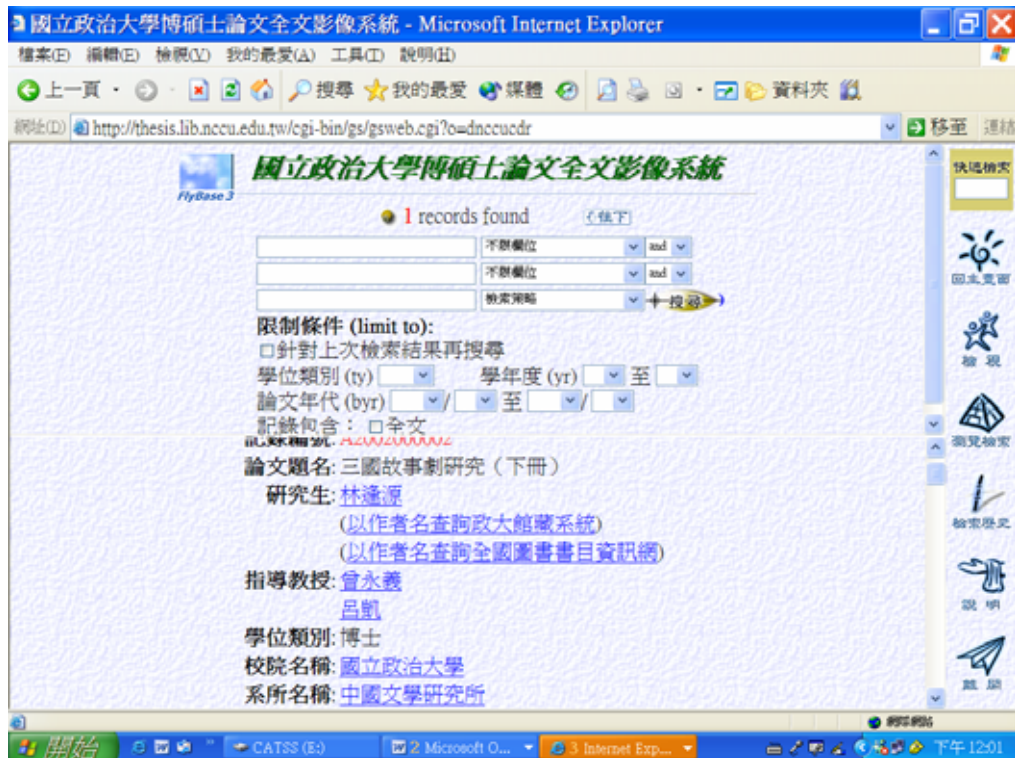 國立政治大學博碩士論文全文影像系統 - Microsoft Internet Explorer
檔案(F) 編輯(E) 檢視(V) 我的最愛(A) 工具(T) 說明(H)
上一頁 搜尋 我的最愛 媒體 資料夾
網址(D) http://thesis.lib.nccu.edu.tw/cgi-bin/gs/gsweb.cgi?o=dnccucdr 移至 連結
國立政治大學博碩士論文全文影像系統
FlyBase 3
快速檢索
1 records found 往下
不限欄位 and
不限欄位 and
檢索策略 搜尋
回主畫面
限制條件 (limit to):
針對上次檢索結果再搜尋
檢視
學位類別 (ty) 學年度 (yr) 至
論文年代 (byr) / 至 /
記錄包含： 全文
瀏覽檢索
記錄編號: A2002000002
論文題名: 三國故事劇研究（下冊）
研究生: 林逢源
(以作者名查詢政大館藏系統)
檢索歷史
(以作者名查詢全國圖書書目資訊網)
指導教授: 曾永義
呂凱
說明
學位類別: 博士
校院名稱: 國立政治大學
系所名稱: 中國文學研究所
離開
網際網路
開始 CATSS (E:) 2 Microsoft O... 3 Internet Exp... 下午 12:01